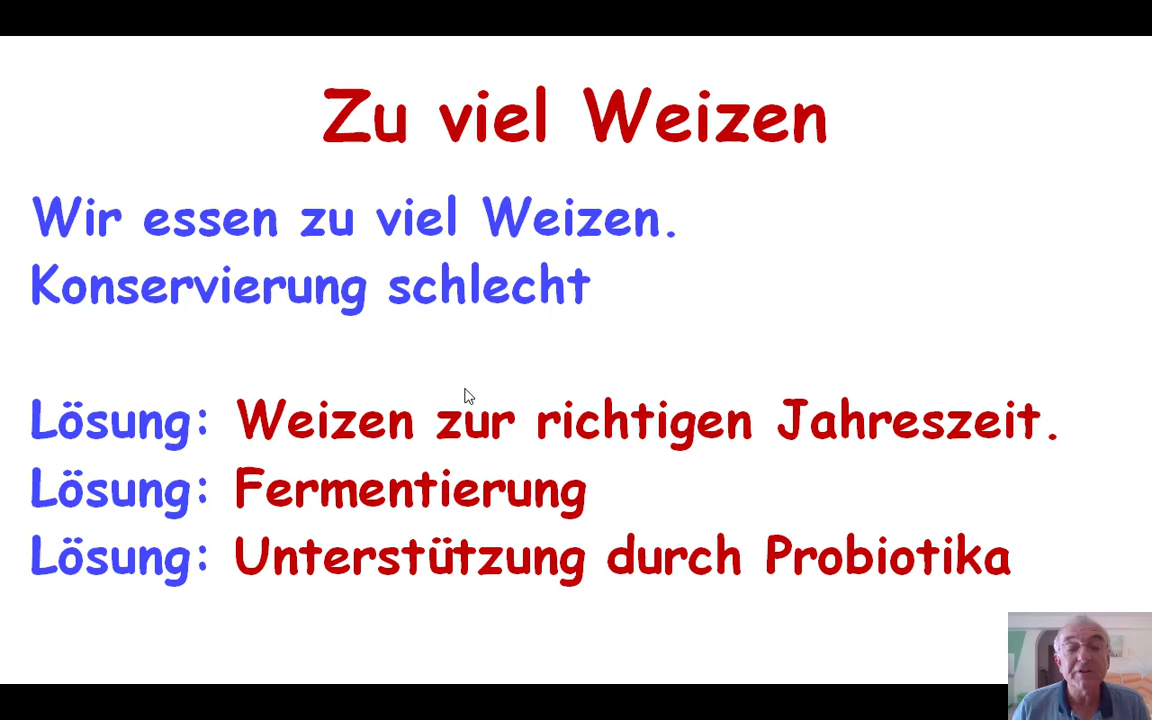 Zu viel Weizen
Wir essen zu viel Weizen.
Konservierung schlecht
Lösung: Weizen zur richtigen Jahreszeit.
Lösung: Fermentierung
Lösung: Unterstützung durch Probiotika